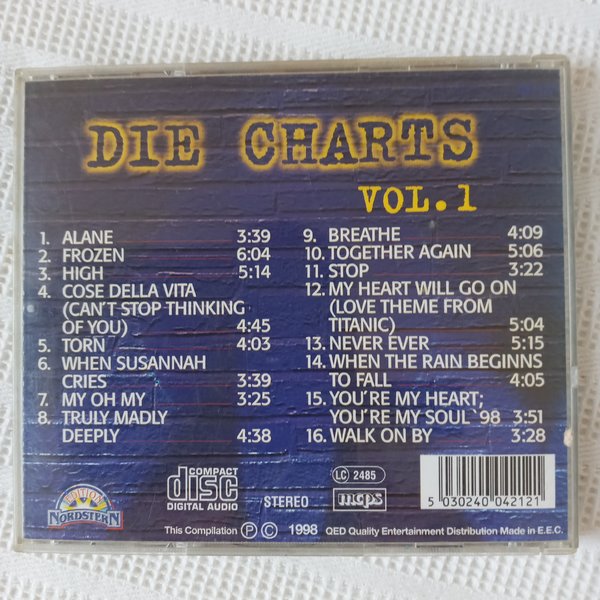 DIE CHARTS
VOL.1
1. ALANE 3:39
2. FROZEN 6:04
3. HIGH 5:14
4. COSE DELLA VITA
(CAN'T STOP THINKING
OF YOU) 4:45
5. TORN 4:03
6. WHEN SUSANNAH
CRIES 3:39
7. MY OH MY 3:25
8. TRULY MADLY
DEEPLY 4:38
9. BREATHE 4:09
10. TOGETHER AGAIN 5:06
11. STOP 3:22
12. MY HEART WILL GO ON
(LOVE THEME FROM
TITANIC) 5:04
13. NEVER EVER 5:15
14. WHEN THE RAIN BEGINNS
TO FALL 4:05
15. YOU'RE MY HEART;
YOU'RE MY SOUL`98 3:51
16. WALK ON BY 3:28
EDITION
NORDSTERN
COMPACT
disc
DIGITAL AUDIO
STEREO
LC 2485
mcps
5 030240 042121
This Compilation Ⓟ © 1998 QED Quality Entertainment Distribution Made in E.E.C.